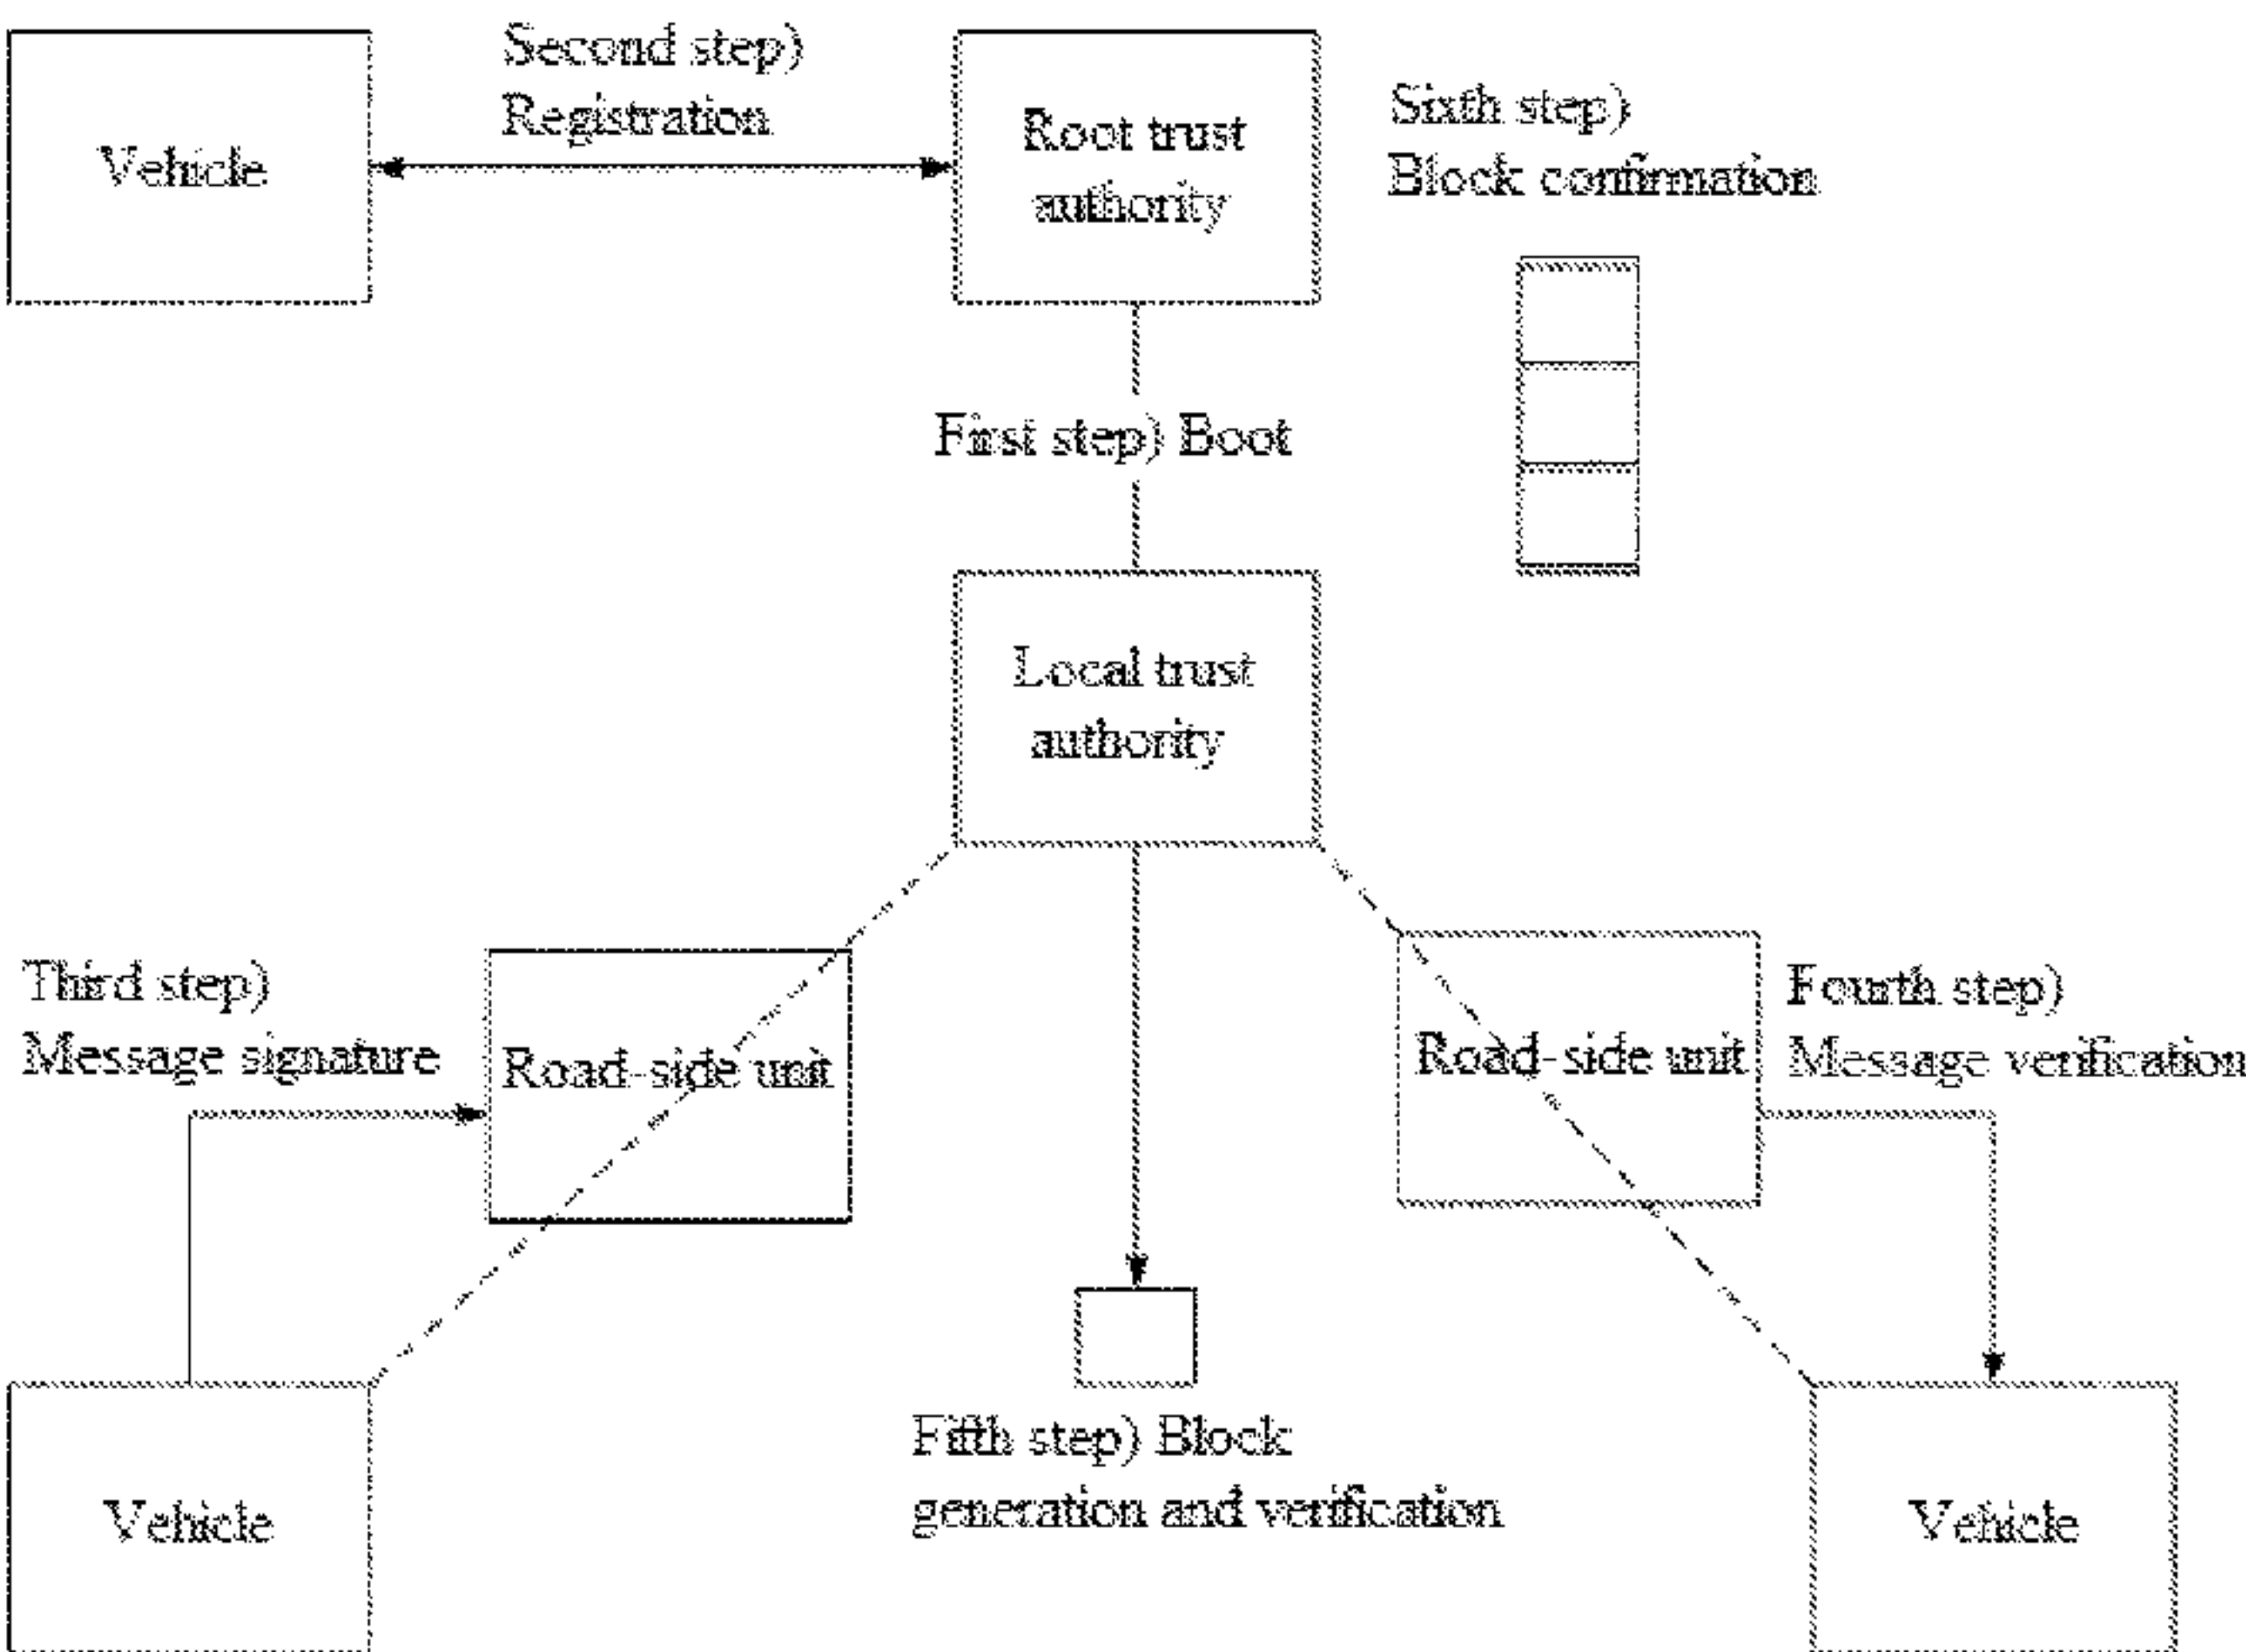 Second step)
Registration
Vehicle
Root trust
authority
Sixth step)
Block confirmation
First step) Boot
Local trust
authority
Third step)
Message signature
Road-side unit
Road-side unit
Fourth step)
Message verification
Fifth step) Block
generation and verification
Vehicle
Vehicle